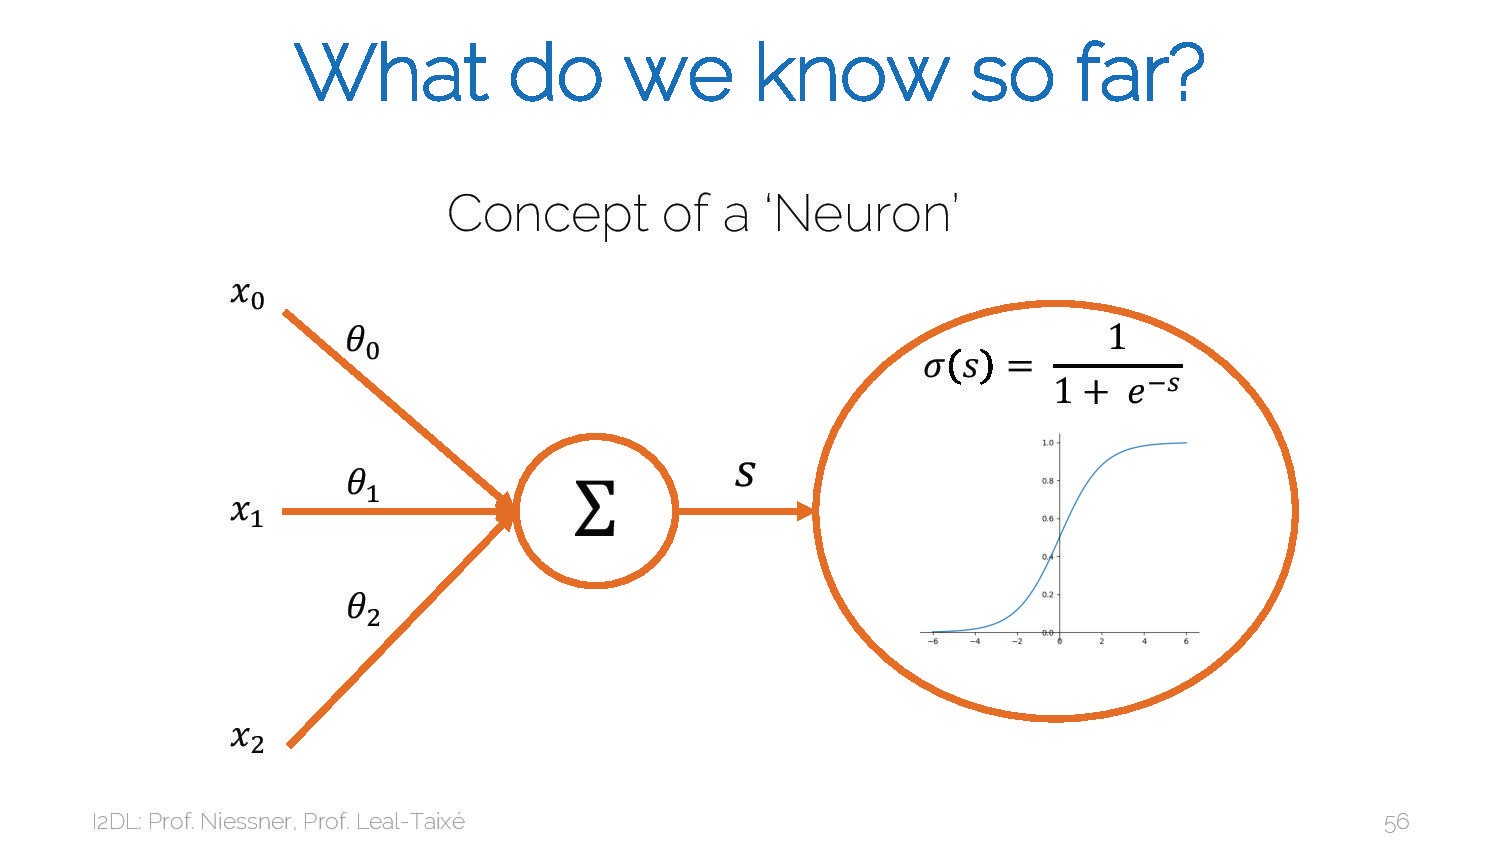 What do we know so far?
Concept of a ‘Neuron’
x₀
θ₀
θ₁
x₁
θ₂
x₂
Σ
s
σ(s) = 1 / (1 + e⁻ˢ)
1.0
0.8
0.6
0.4
0.2
0.0
−6 −4 −2 0 2 4 6
I2DL: Prof. Niessner, Prof. Leal-Taixé
56